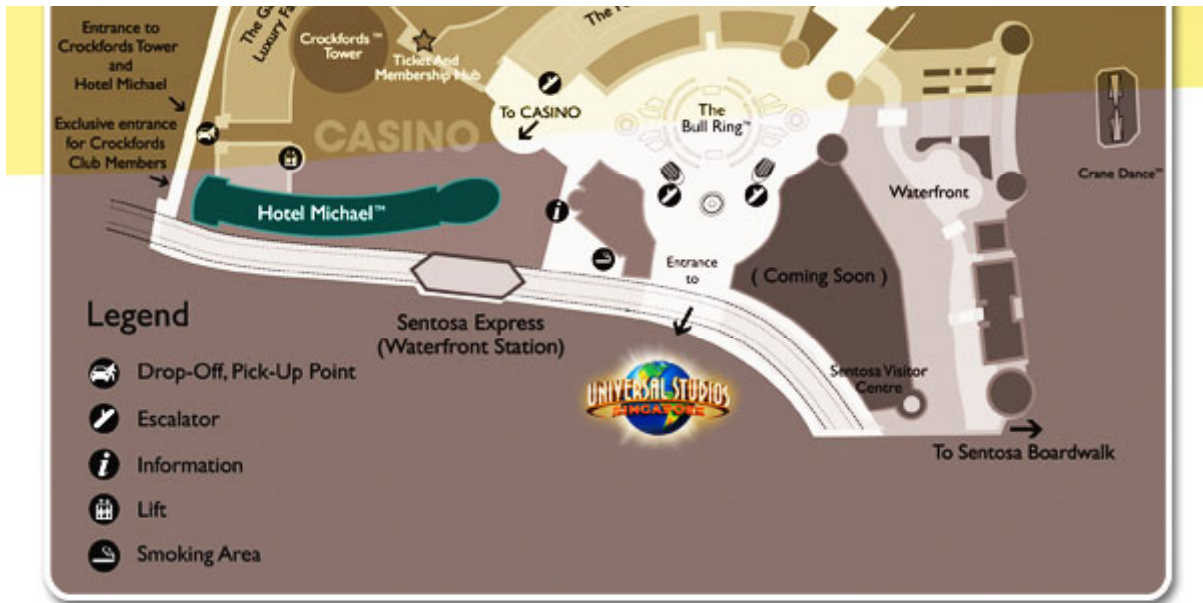 Entrance to
Crockfords Tower
and
Hotel Michael
Exclusive entrance
for Crockfords
Club Members
Luxury
Crockfords™
Tower
Ticket And
Membership Hub
CASINO
To CASINO
The
Bull Ring™
Waterfront
Crane Dance™
Hotel Michael™
Entrance
to
( Coming Soon )
Sentosa Express
(Waterfront Station)
UNIVERSAL STUDIOS
SINGAPORE
Sentosa Visitor
Centre
To Sentosa Boardwalk
Legend
Drop-Off, Pick-Up Point
Escalator
Information
Lift
Smoking Area